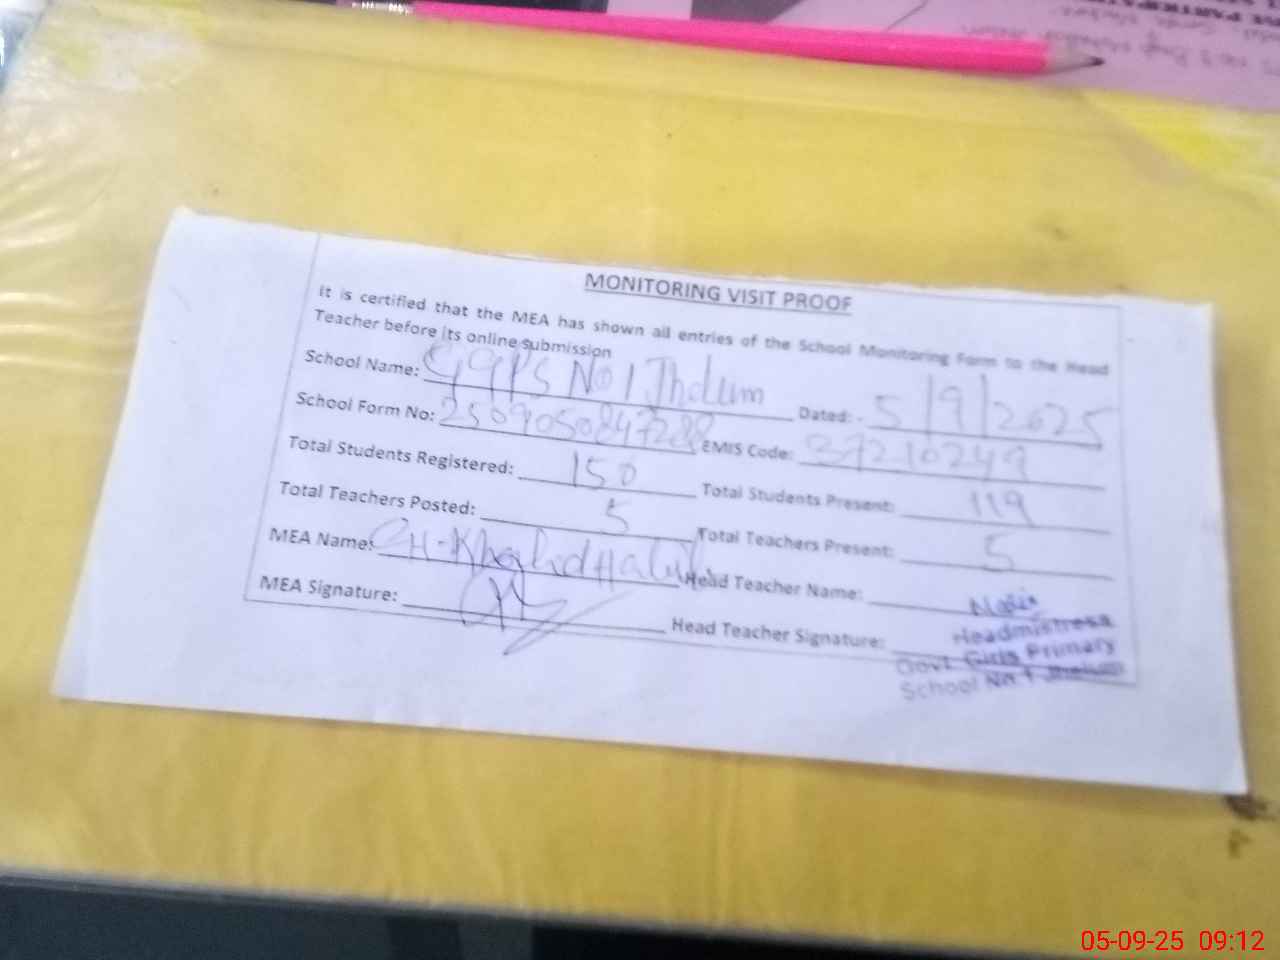 MONITORING VISIT PROOF
It is certified that the MEA has shown all entries of the School Monitoring Form to the Head
Teacher before its online submission
School Name: GGPS No 1 Jhelum Dated: 5/9/2025
School Form No: 2509050847288 EMIS Code: 37210249
Total Students Registered: 150 Total Students Present: 119
Total Teachers Posted: 5 Total Teachers Present: 5
MEA Name: CH-Khalid Head Teacher Name:
MEA Signature: Head Teacher Signature:
Headmistress
Govt. Girls Primary
School No 1 Jhelum
05-09-25 09:12